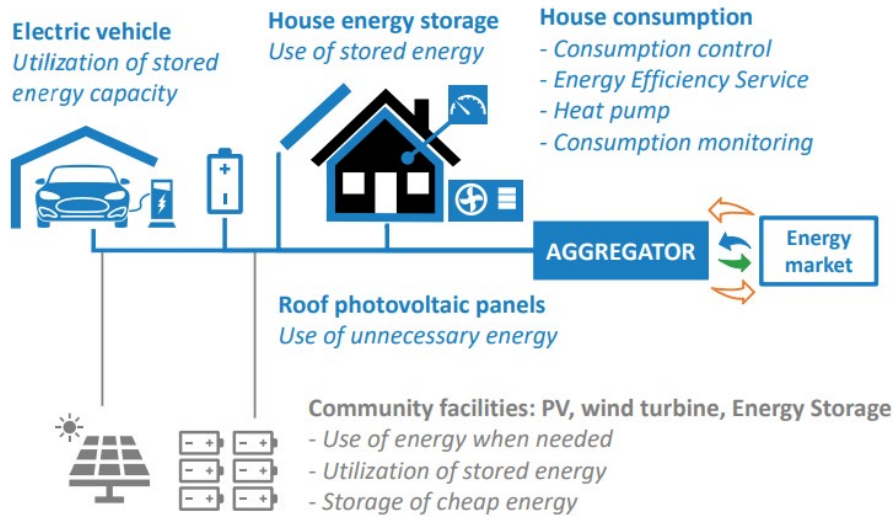 Electric vehicle
Utilization of stored
energy capacity
House energy storage
Use of stored energy
House consumption
- Consumption control
- Energy Efficiency Service
- Heat pump
- Consumption monitoring
AGGREGATOR
Energy
market
Roof photovoltaic panels
Use of unnecessary energy
Community facilities: PV, wind turbine, Energy Storage
- Use of energy when needed
- Utilization of stored energy
- Storage of cheap energy